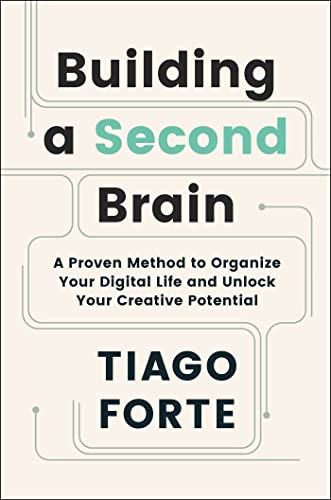 Building
a Second
Brain
A Proven Method to Organize
Your Digital Life and Unlock
Your Creative Potential
TIAGO
FORTE